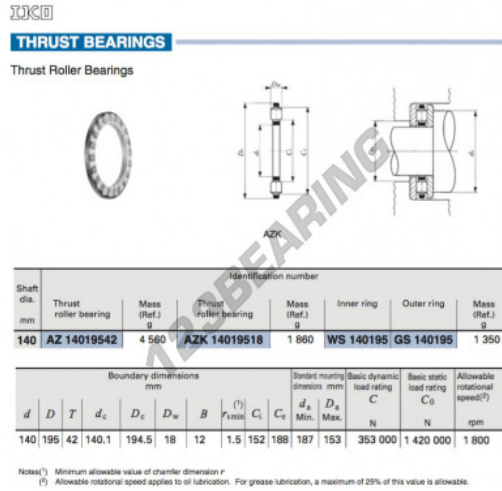 IKO
THRUST BEARINGS
Thrust Roller Bearings
AZK
123BEARING
Identification number
Shaft dia. mm
Thrust roller bearing
Mass (Ref.) g
Thrust roller bearing
Mass (Ref.) g
Inner ring
Outer ring
Mass (Ref.) g
140 AZ 14019542 4 560 AZK 14019518 1 860 WS 140195 GS 140195 1 350
Boundary dimensions mm
Standard mounting dimensions mm
Basic dynamic load rating C N
Basic static load rating C0 N
Allowable rotational speed(2) rpm
d D T dc Dc Dw B rs min(1) Ci Ce da Min. Da Max.
140 195 42 140.1 194.5 18 12 1.5 152 188 187 153 353 000 1 420 000 1 800
Notes(1) Minimum allowable value of chamfer dimension r
(2) Allowable rotational speed applies to oil lubrication. For grease lubrication, a maximum of 25% of this value is allowable.